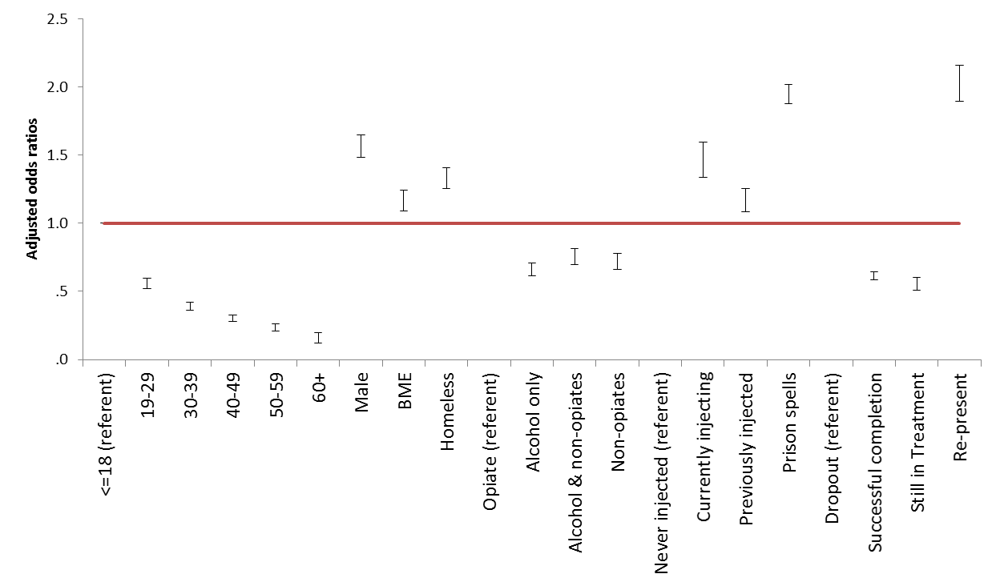 2.5
2.0
1.5
1.0
.5
.0
Adjusted odds ratios
<=18 (referent)
19-29
30-39
40-49
50-59
60+
Male
BME
Homeless
Opiate (referent)
Alcohol only
Alcohol & non-opiates
Non-opiates
Never injected (referent)
Currently injecting
Previously injected
Prison spells
Dropout (referent)
Successful completion
Still in Treatment
Re-present